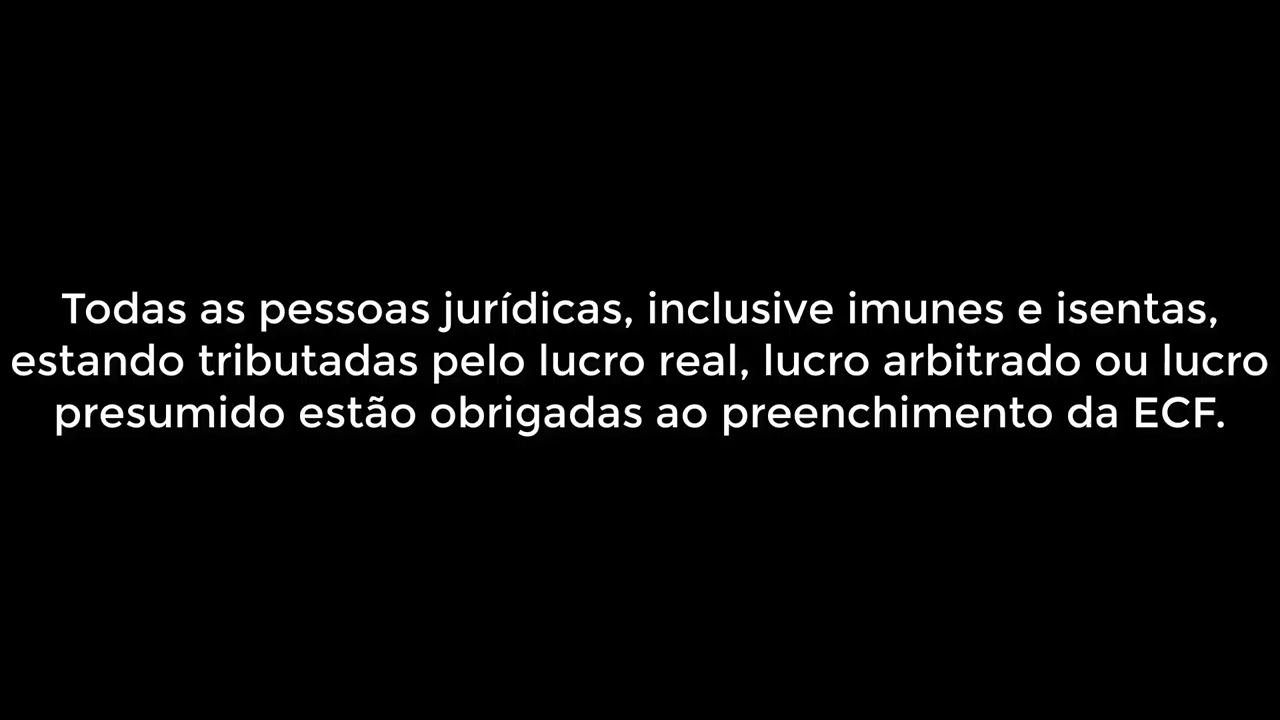 Todas as pessoas jurídicas, inclusive imunes e isentas,
estando tributadas pelo lucro real, lucro arbitrado ou lucro
presumido estão obrigadas ao preenchimento da ECF.